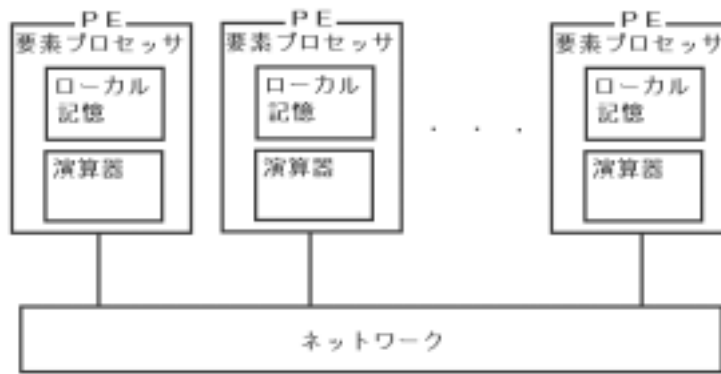 PE
要素プロセッサ
ローカル
記憶
演算器
PE
要素プロセッサ
ローカル
記憶
演算器
. . .
PE
要素プロセッサ
ローカル
記憶
演算器
ネットワーク